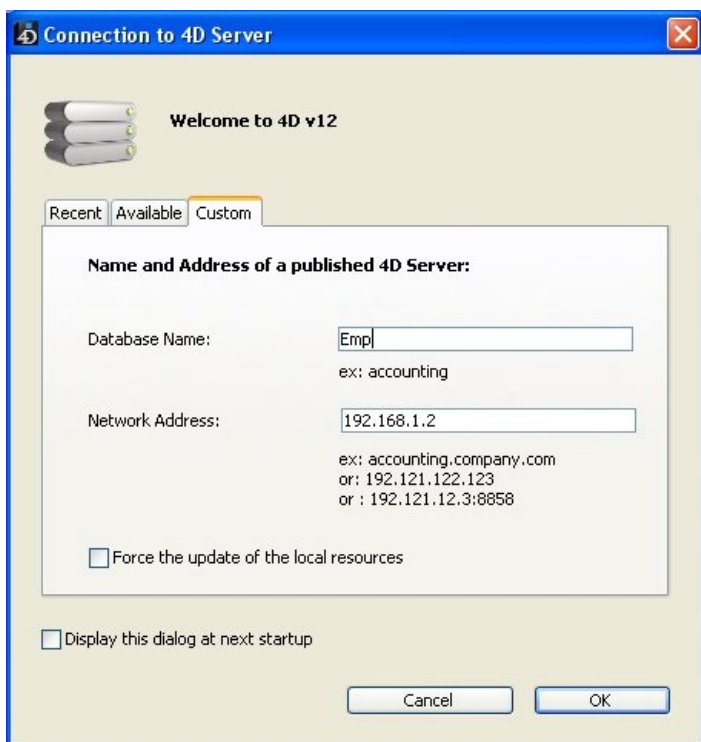 Connection to 4D Server
Welcome to 4D v12
Recent Available Custom
Name and Address of a published 4D Server:
Database Name: Emp
ex: accounting
Network Address: 192.168.1.2
ex: accounting.company.com
or: 192.121.122.123
or : 192.121.12.3:8858
Force the update of the local resources
Display this dialog at next startup
Cancel OK